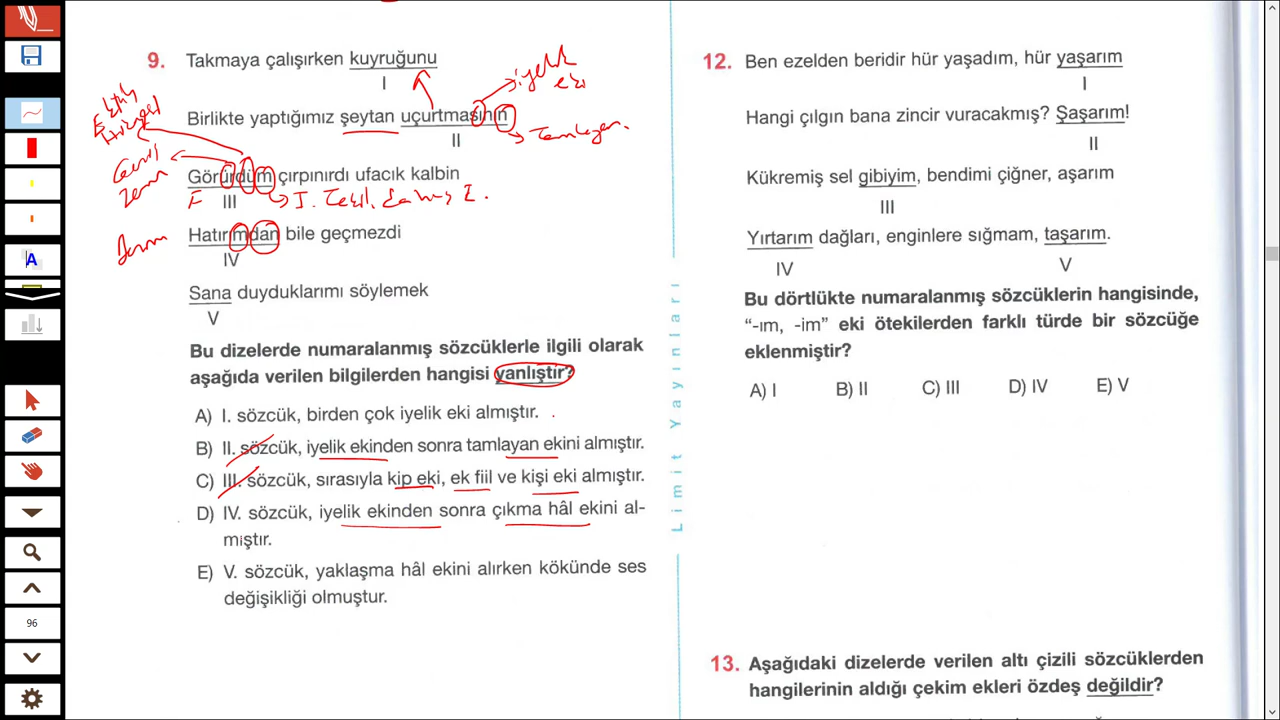 9. Takmaya çalışırken kuyruğunu
I
Birlikte yaptığımız şeytan uçurtmasının
II
Görürdüm çırpınırdı ufacık kalbin
III
Hatırımdan bile geçmezdi
IV
Sana duyduklarımı söylemek
V
Bu dizelerde numaralanmış sözcüklerle ilgili olarak
aşağıda verilen bilgilerden hangisi yanlıştır?
A) I. sözcük, birden çok iyelik eki almıştır.
B) II. sözcük, iyelik ekinden sonra tamlayan ekini almıştır.
C) III. sözcük, sırasıyla kip eki, ek fiil ve kişi eki almıştır.
D) IV. sözcük, iyelik ekinden sonra çıkma hâl ekini al-
mıştır.
E) V. sözcük, yaklaşma hâl ekini alırken kökünde ses
değişikliği olmuştur.
iyelik
eki
Tamlayan.
Geniş
Zaman
F
I. Tekil. Şahıs E.
Limit Yayınları
12. Ben ezelden beridir hür yaşadım, hür yaşarım
I
Hangi çılgın bana zincir vuracakmış? Şaşarım!
II
Kükremiş sel gibiyim, bendimi çiğner, aşarım
III
Yırtarım dağları, enginlere sığmam, taşarım.
IV V
Bu dörtlükte numaralanmış sözcüklerin hangisinde,
“-ım, -im” eki ötekilerden farklı türde bir sözcüğe
eklenmiştir?
A) I B) II C) III D) IV E) V
13. Aşağıdaki dizelerde verilen altı çizili sözcüklerden
hangilerinin aldığı çekim ekleri özdeş değildir?
A
96